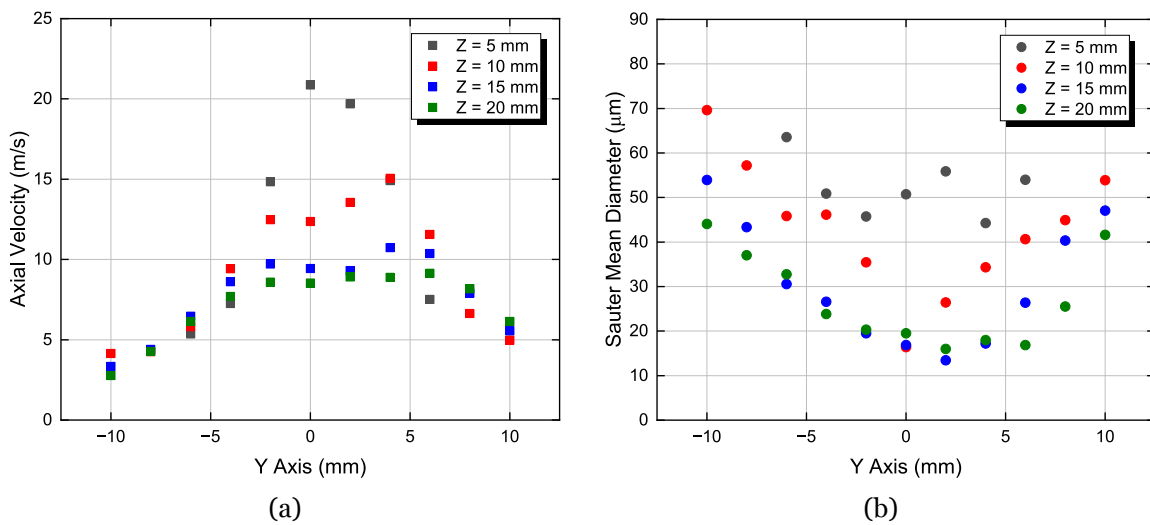 25
20
15
10
5
0
Axial Velocity (m/s)
Z = 5 mm
Z = 10 mm
Z = 15 mm
Z = 20 mm
−10
−5
0
5
10
Y Axis (mm)
(a)
90
80
70
60
50
40
30
20
10
0
Sauter Mean Diameter (μm)
Z = 5 mm
Z = 10 mm
Z = 15 mm
Z = 20 mm
−10
−5
0
5
10
Y Axis (mm)
(b)